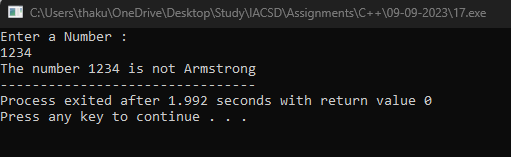 C:\Users\thaku\OneDrive\Desktop\Study\IACSD\Assignments\C++\09-09-2023\17.exe
Enter a Number :
1234
The number 1234 is not Armstrong
--------------------------------
Process exited after 1.992 seconds with return value 0
Press any key to continue . . .